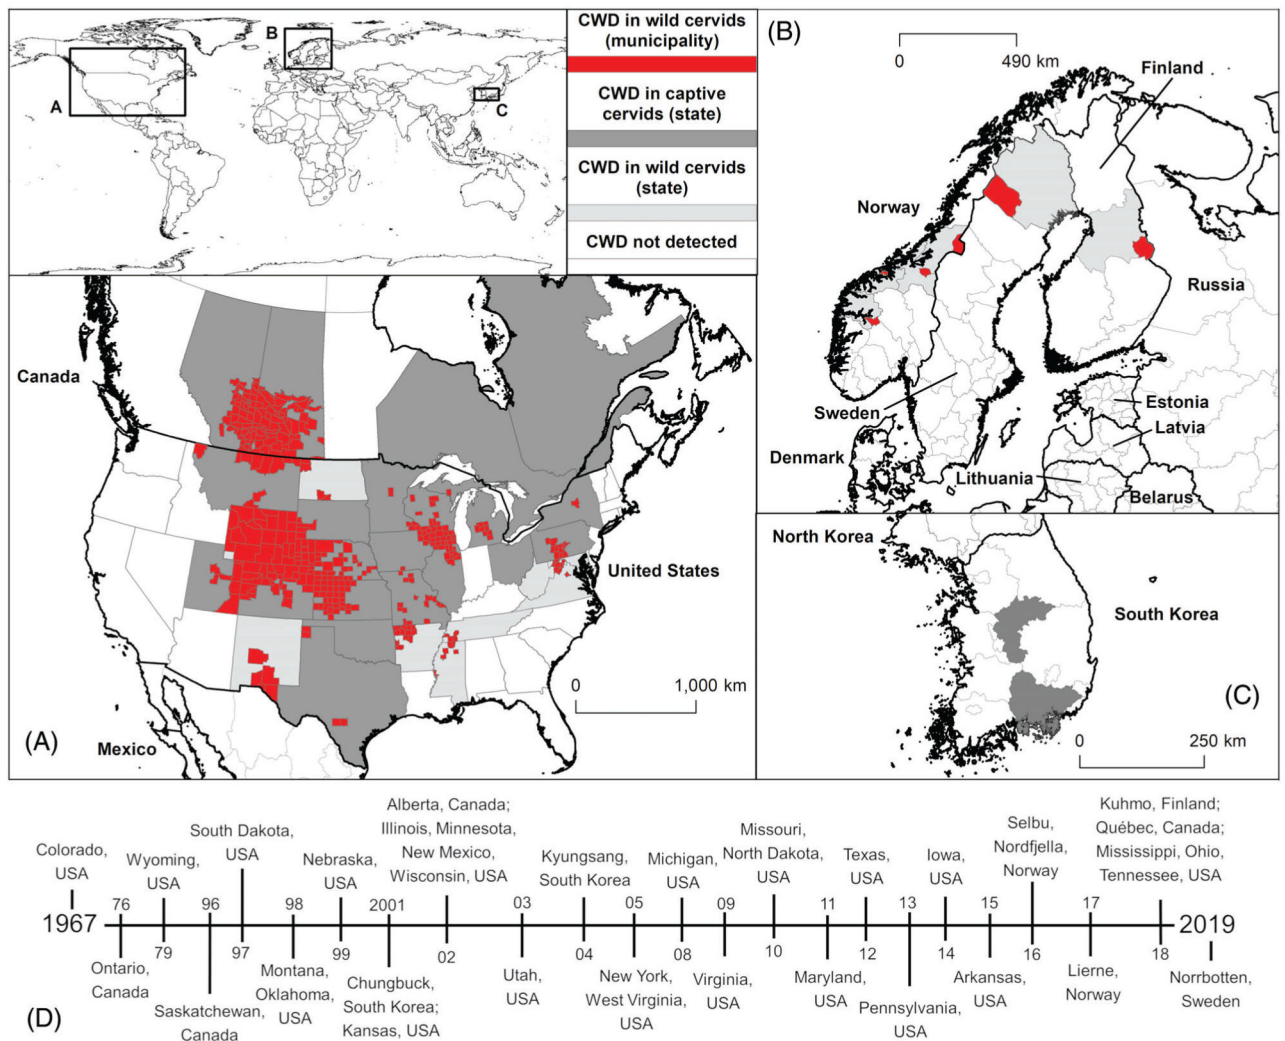 A
B
C
CWD in wild cervids
(municipality)
CWD in captive
cervids (state)
CWD in wild cervids
(state)
CWD not detected
(B)
0
490 km
Finland
Norway
Russia
Sweden
Estonia
Latvia
Denmark
Lithuania
Belarus
Canada
United States
0
1,000 km
(A)
Mexico
North Korea
South Korea
(C)
0
250 km
Colorado,
USA
Wyoming,
USA
South Dakota,
USA
Nebraska,
USA
Alberta, Canada;
Illinois, Minnesota,
New Mexico,
Wisconsin, USA
Kyungsang,
South Korea
Michigan,
USA
Missouri,
North Dakota,
USA
Texas,
USA
Iowa,
USA
Selbu,
Nordfjella,
Norway
Kuhmo, Finland;
Québec, Canada;
Mississippi, Ohio,
Tennessee, USA
1967
76
79
96
97
98
99
2001
02
03
04
05
08
09
10
11
12
13
14
15
16
17
18
2019
Ontario,
Canada
Saskatchewan,
Canada
Montana,
Oklahoma,
USA
Chungbuck,
South Korea;
Kansas, USA
Utah,
USA
New York,
West Virginia,
USA
Virginia,
USA
Maryland,
USA
Pennsylvania,
USA
Arkansas,
USA
Lierne,
Norway
Norrbotten,
Sweden
(D)